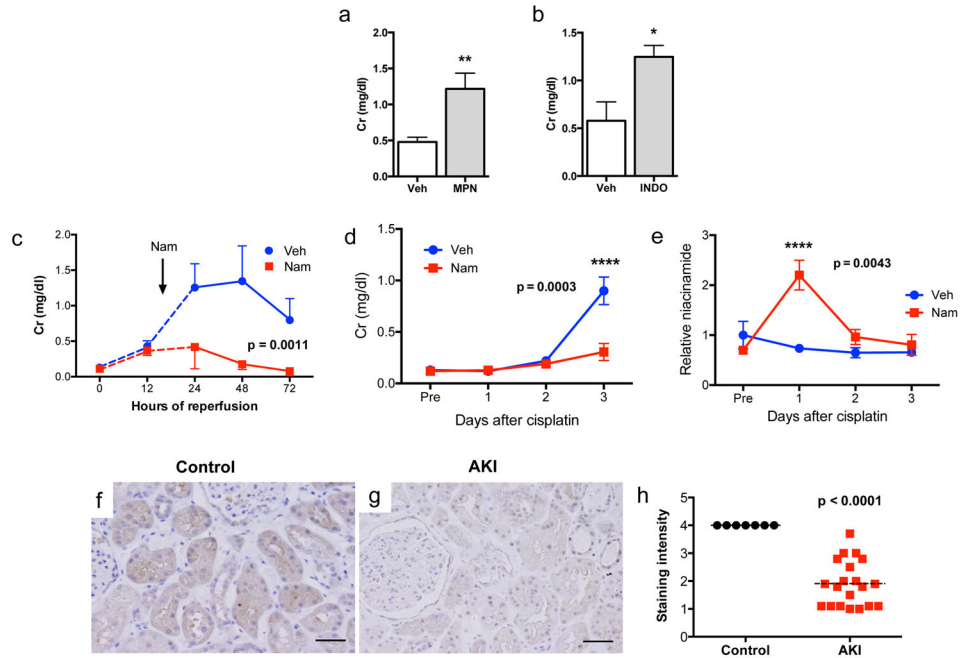 a
2.0
1.5
1.0
0.5
0.0
Cr (mg/dl)
**
Veh
MPN
b
1.5
1.0
0.5
0.0
Cr (mg/dl)
*
Veh
INDO
c
2.0
1.5
1.0
0.5
0.0
Cr (mg/dl)
Nam
Veh
Nam
p = 0.0011
0 12 24 48 72
Hours of reperfusion
d
1.5
1.0
0.5
0.0
Cr (mg/dl)
Veh
Nam
p = 0.0003
****
Pre 1 2 3
Days after cisplatin
e
3
2
1
0
Relative niacinamide
****
p = 0.0043
Veh
Nam
Pre 1 2 3
Days after cisplatin
Control
f
AKI
g
h
5
4
3
2
1
0
Staining intensity
p < 0.0001
Control
AKI